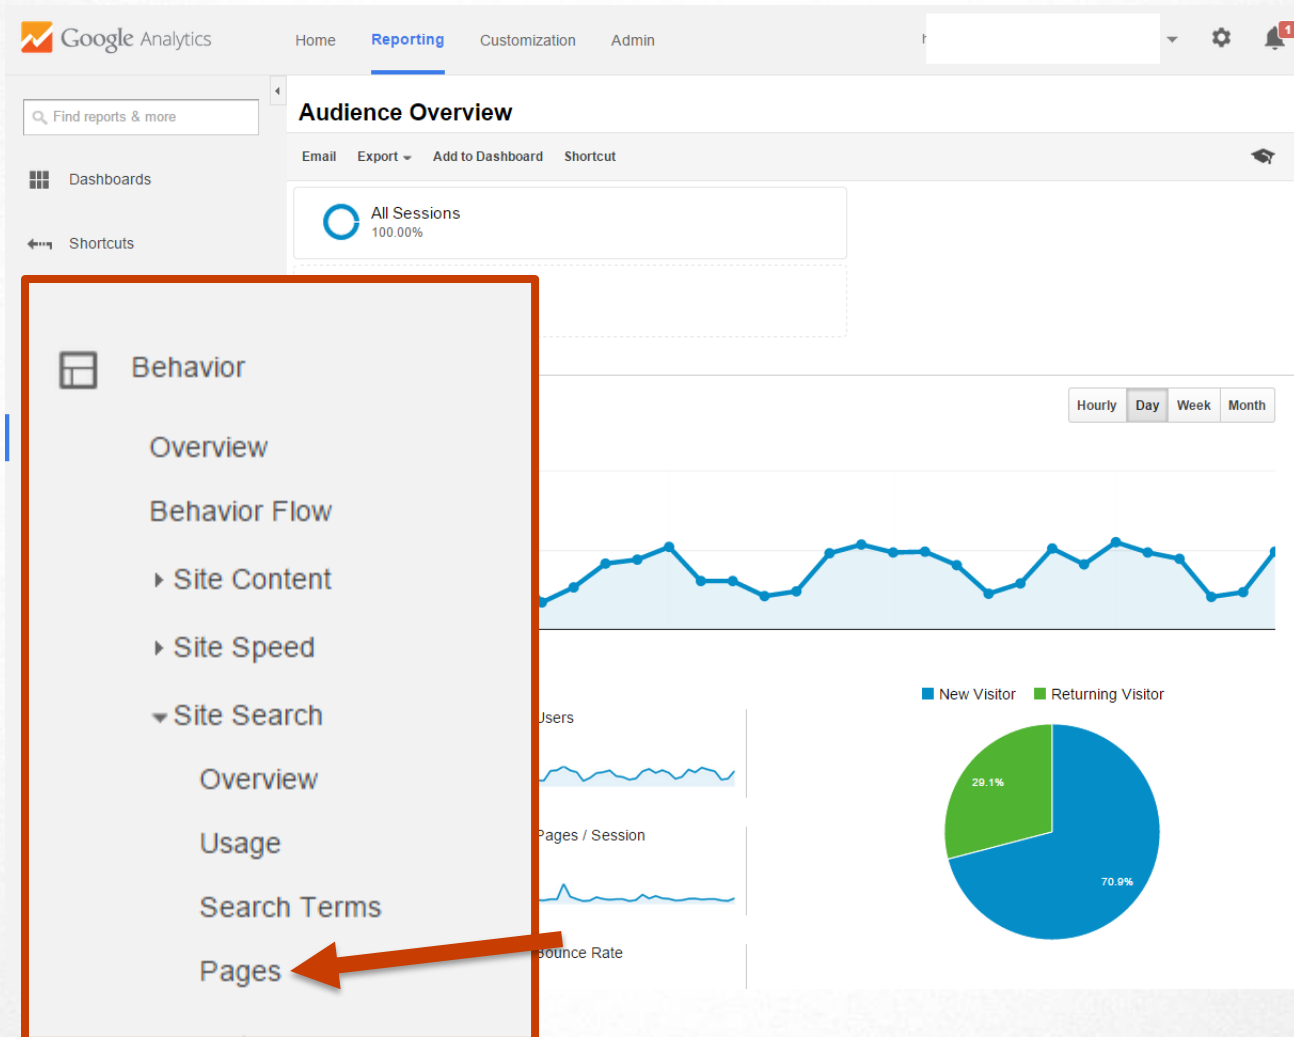 Google Analytics
Home Reporting Customization Admin
1
Find reports & more
Audience Overview
Email Export Add to Dashboard Shortcut
Dashboards
All Sessions
100.00%
Shortcuts
Behavior
Overview
Behavior Flow
Site Content
Site Speed
Site Search
Overview
Usage
Search Terms
Pages
Hourly Day Week Month
New Visitor Returning Visitor
Users
29.1%
70.9%
Pages / Session
Bounce Rate